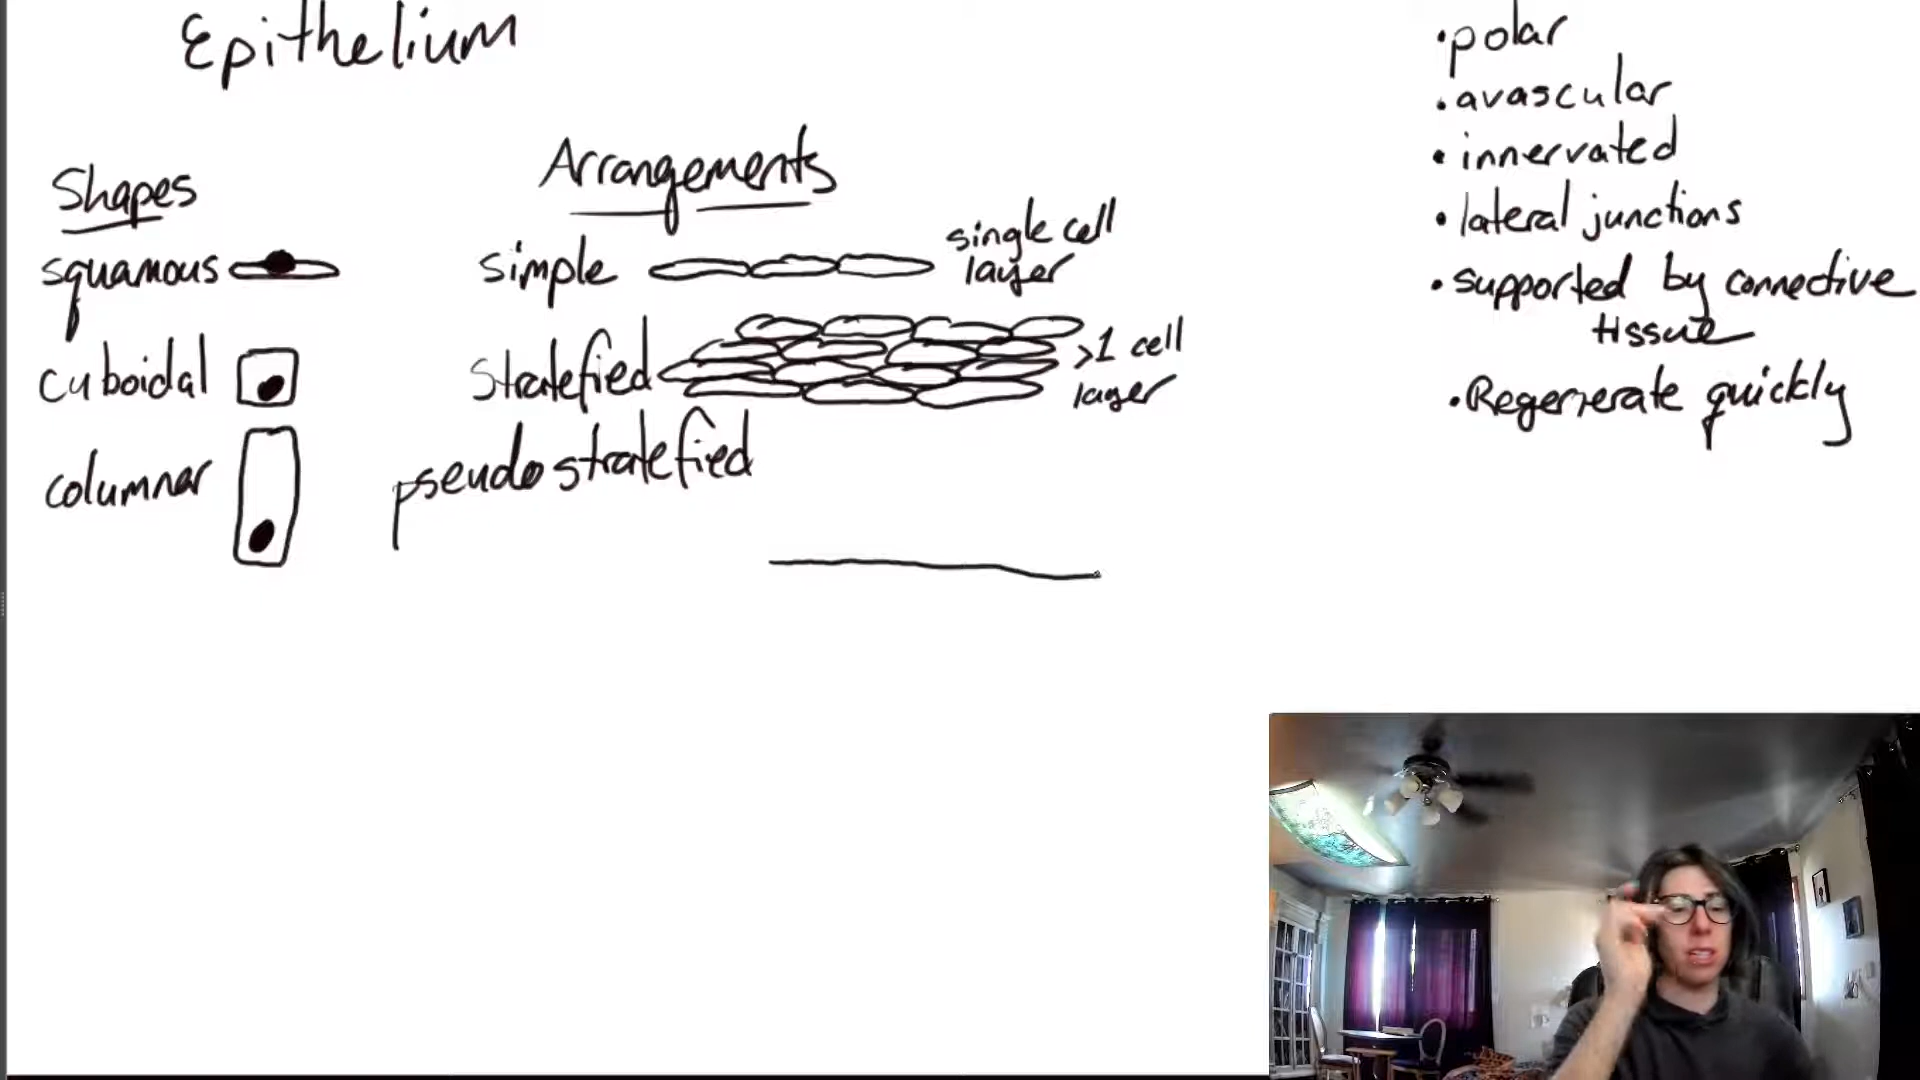 Epithelium
Shapes
squamous
cuboidal
columnar
Arrangements
simple
single cell
layer
stratefied
>1 cell
layer
pseudostratefied
•polar
•avascular
•innervated
•lateral junctions
•supported by connective
tissue
•Regenerate quickly